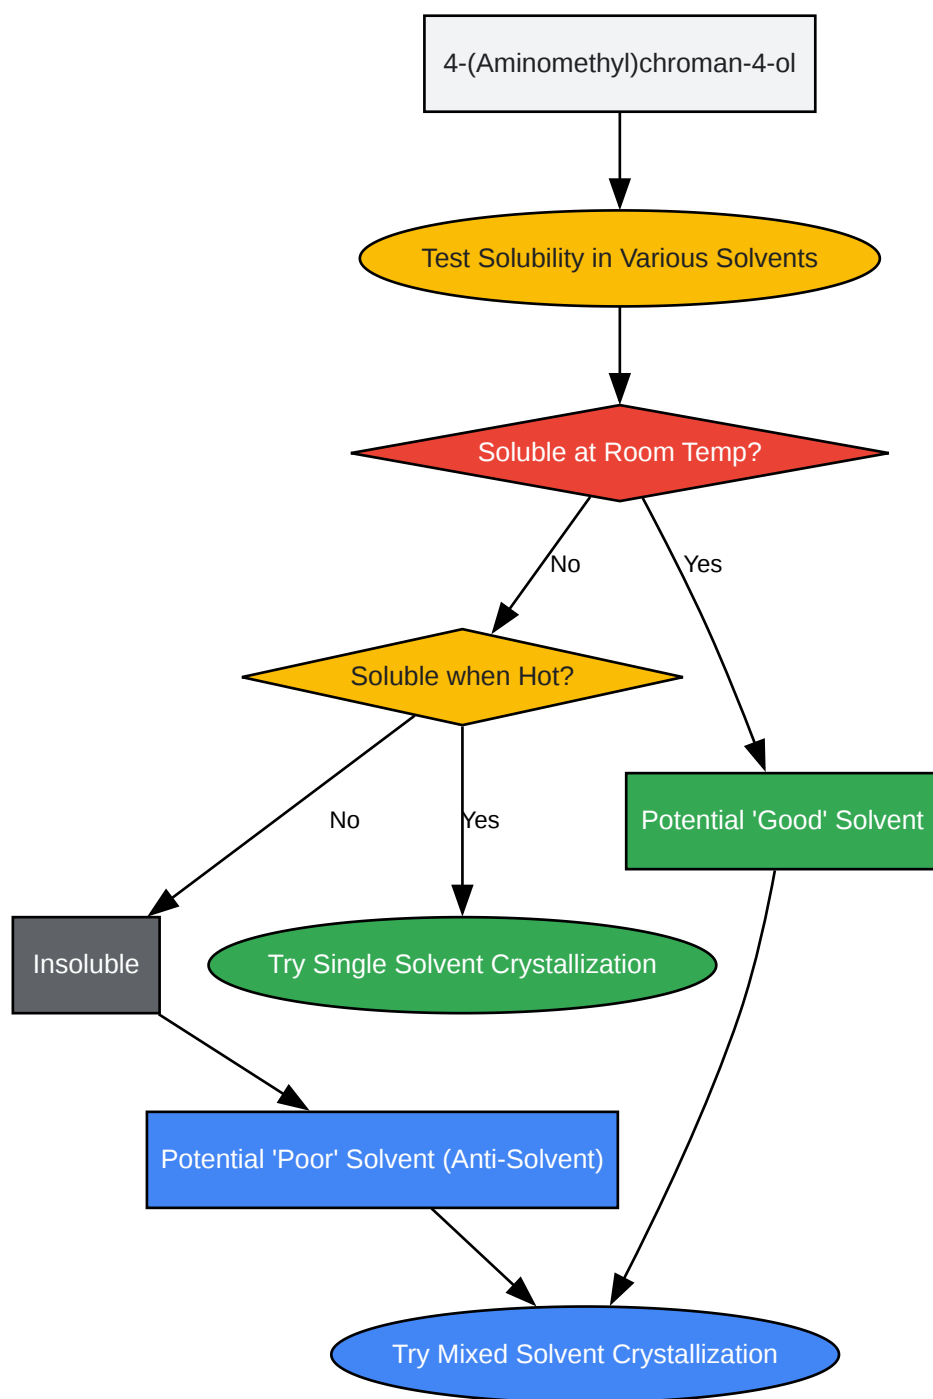 4-(Aminomethyl)chroman-4-ol
Test Solubility in Various Solvents
Soluble at Room Temp?
No
Yes
Soluble when Hot?
No
Yes
Potential 'Good' Solvent
Insoluble
Try Single Solvent Crystallization
Potential 'Poor' Solvent (Anti-Solvent)
Try Mixed Solvent Crystallization